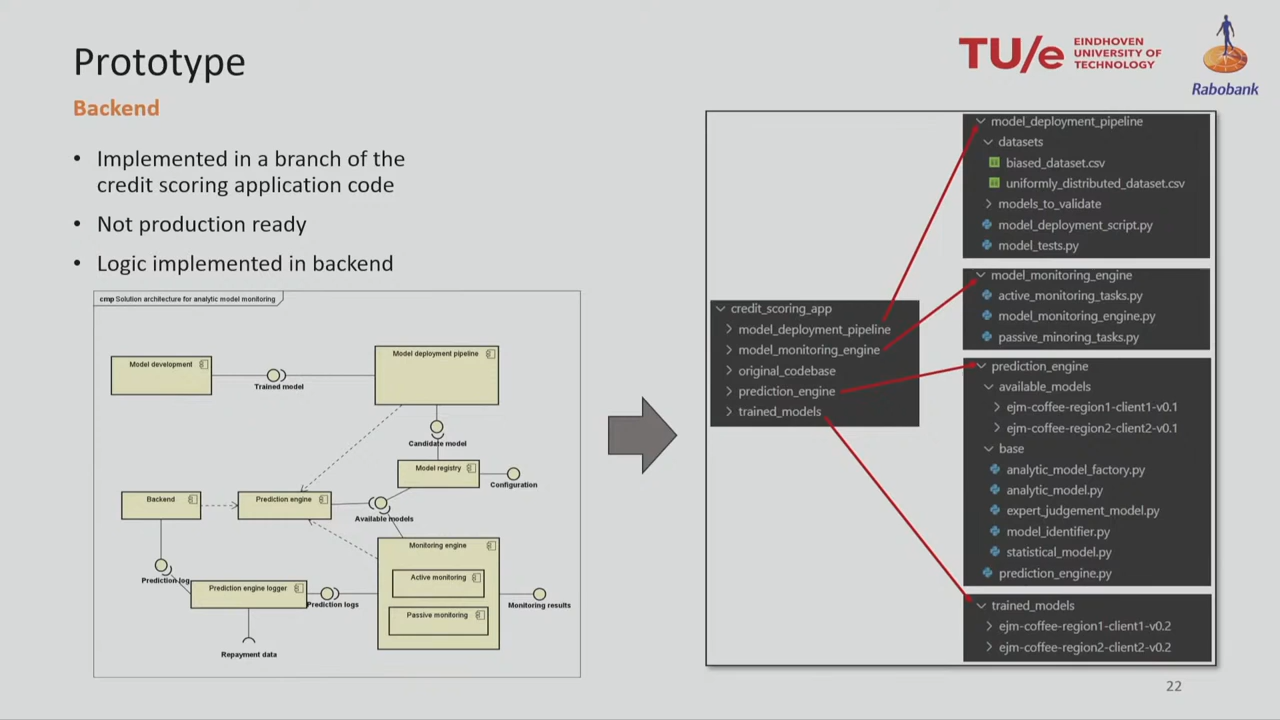 Prototype
TU/e EINDHOVEN
UNIVERSITY OF
TECHNOLOGY
Rabobank
Backend
• Implemented in a branch of the
credit scoring application code
• Not production ready
• Logic implemented in backend
cmp Solution architecture for analytic model monitoring
Model development
Trained model
Model deployment pipeline
Candidate model
Model registry
Configuration
Backend
Prediction engine
Available models
Monitoring engine
Active monitoring
Passive monitoring
Monitoring results
Prediction log
Prediction engine logger
Prediction logs
Repayment data
credit_scoring_app
model_deployment_pipeline
model_monitoring_engine
original_codebase
prediction_engine
trained_models
model_deployment_pipeline
datasets
biased_dataset.csv
uniformly_distributed_dataset.csv
models_to_validate
model_deployment_script.py
model_tests.py
model_monitoring_engine
active_monitoring_tasks.py
model_monitoring_engine.py
passive_minoring_tasks.py
prediction_engine
available_models
ejm-coffee-region1-client1-v0.1
ejm-coffee-region2-client2-v0.1
base
analytic_model_factory.py
analytic_model.py
expert_judgement_model.py
model_identifier.py
statistical_model.py
prediction_engine.py
trained_models
ejm-coffee-region1-client1-v0.2
ejm-coffee-region2-client2-v0.2
22